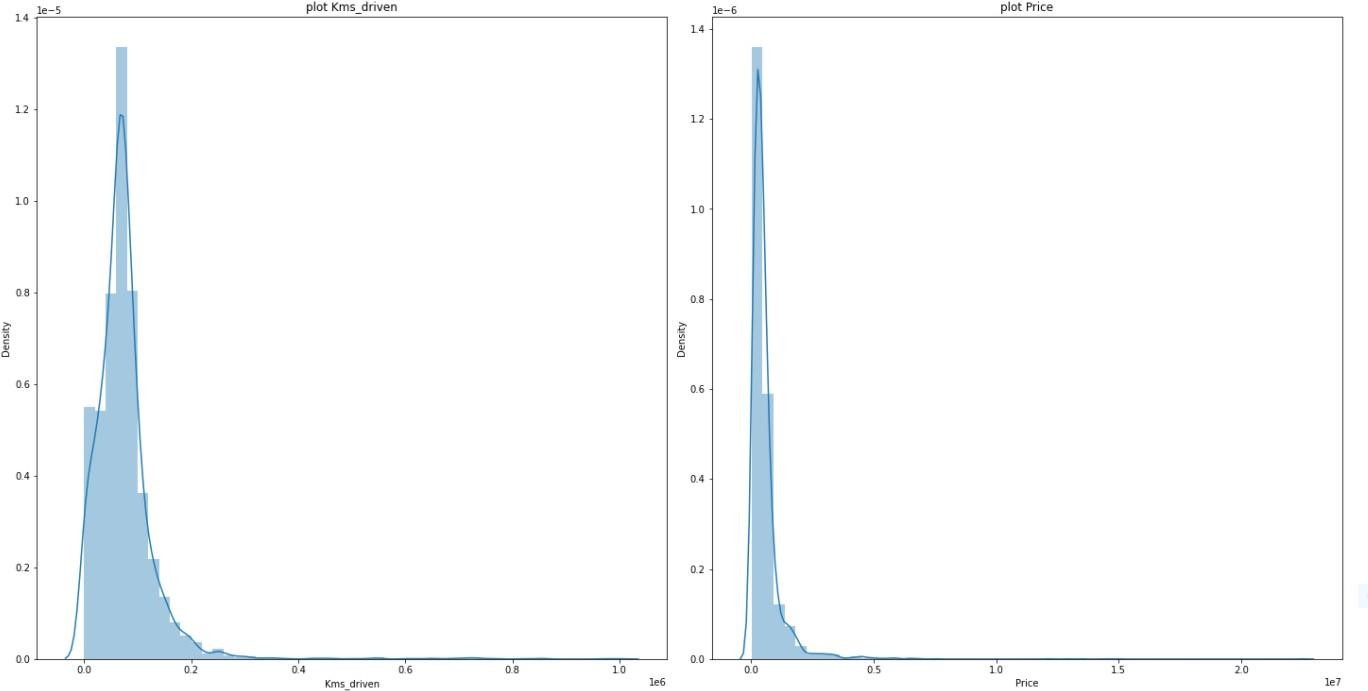 plot Kms_driven
1e−5
1.4
1.2
1.0
0.8
0.6
0.4
0.2
0.0
Density
0.0 0.2 0.4 0.6 0.8 1.0
1e6
Kms_driven
plot Price
1e−6
1.4
1.2
1.0
0.8
0.6
0.4
0.2
0.0
Density
0.0 0.5 1.0 1.5 2.0
1e7
Price